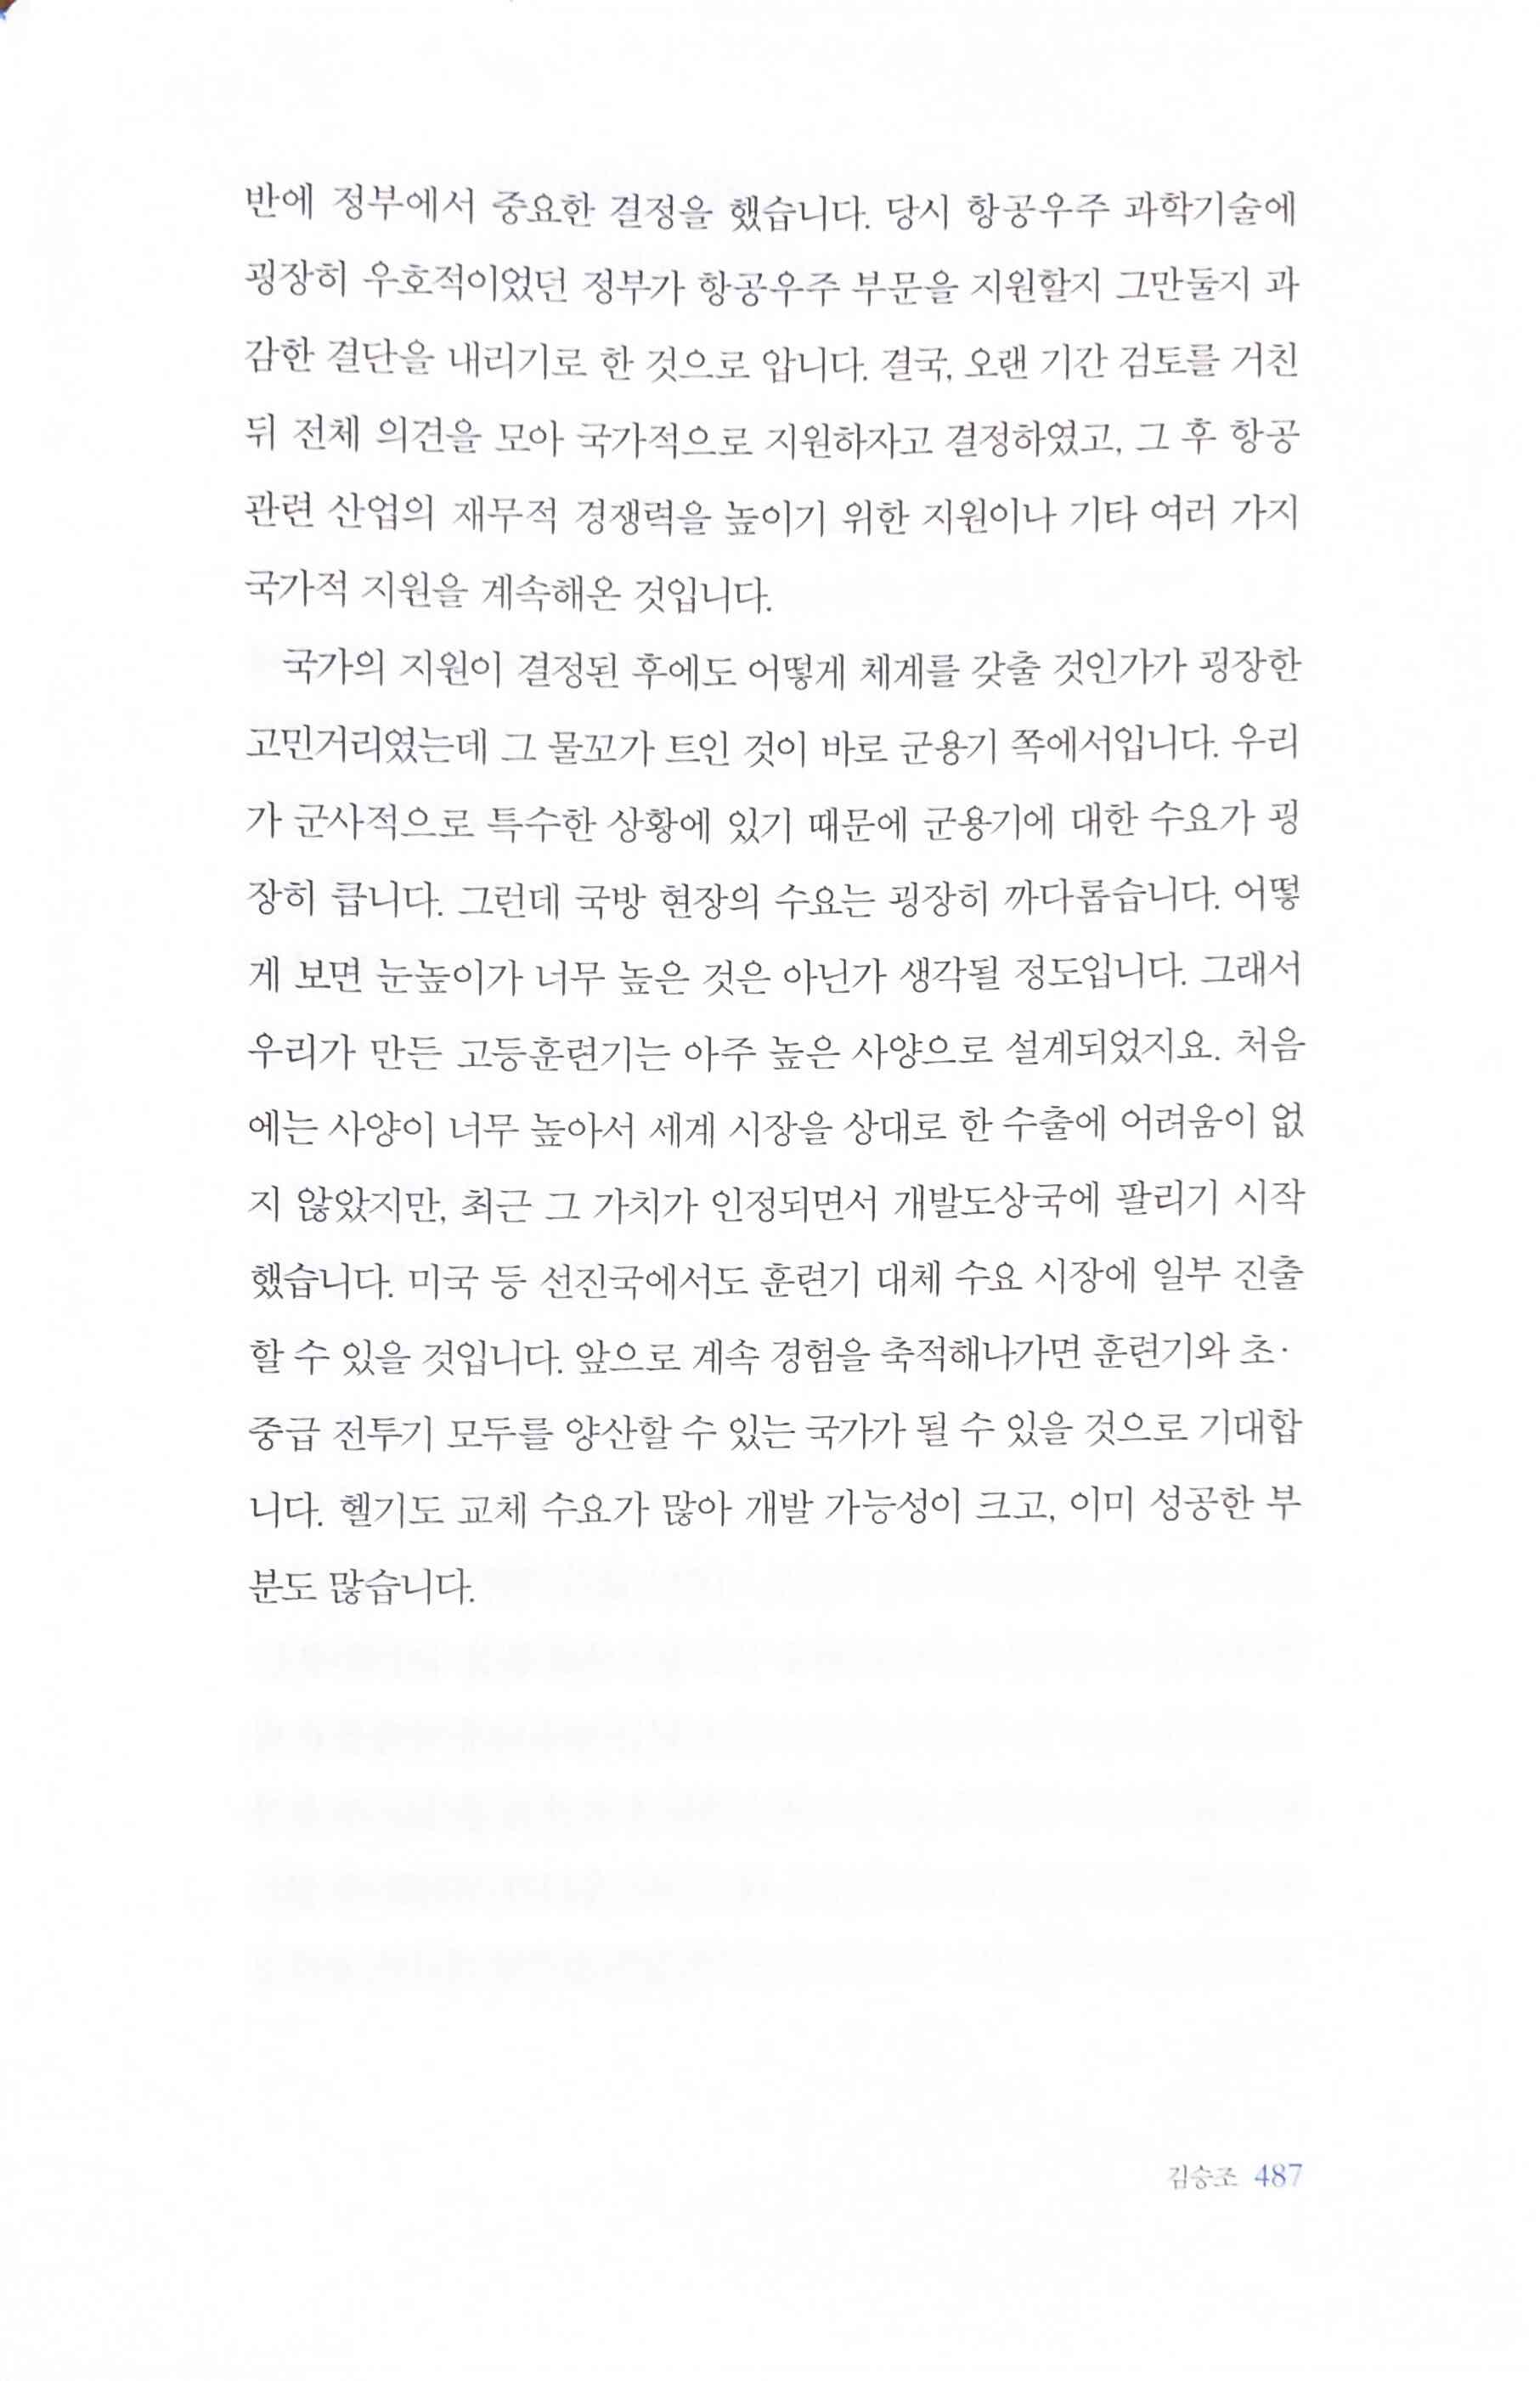 반에 정부에서 중요한 결정을 했습니다. 당시 항공우주 과학기술에
굉장히 우호적이었던 정부가 항공우주 부문을 지원할지 그만둘지 과
감한 결단을 내리기로 한 것으로 압니다. 결국, 오랜 기간 검토를 거친
뒤 전체 의견을 모아 국가적으로 지원하자고 결정하였고, 그 후 항공
관련 산업의 재무적 경쟁력을 높이기 위한 지원이나 기타 여러 가지
국가적 지원을 계속해온 것입니다.
국가의 지원이 결정된 후에도 어떻게 체계를 갖출 것인가가 굉장한
고민거리였는데 그 물꼬가 트인 것이 바로 군용기 쪽에서입니다. 우리
가 군사적으로 특수한 상황에 있기 때문에 군용기에 대한 수요가 굉
장히 큽니다. 그런데 국방 현장의 수요는 굉장히 까다롭습니다. 어떻
게 보면 눈높이가 너무 높은 것은 아닌가 생각될 정도입니다. 그래서
우리가 만든 고등훈련기는 아주 높은 사양으로 설계되었지요. 처음
에는 사양이 너무 높아서 세계 시장을 상대로 한 수출에 어려움이 없
지 않았지만, 최근 그 가치가 인정되면서 개발도상국에 팔리기 시작
했습니다. 미국 등 선진국에서도 훈련기 대체 수요 시장에 일부 진출
할 수 있을 것입니다. 앞으로 계속 경험을 축적해나가면 훈련기와 초·
중급 전투기 모두를 양산할 수 있는 국가가 될 수 있을 것으로 기대합
니다. 헬기도 교체 수요가 많아 개발 가능성이 크고, 이미 성공한 부
분도 많습니다.
김승조 487